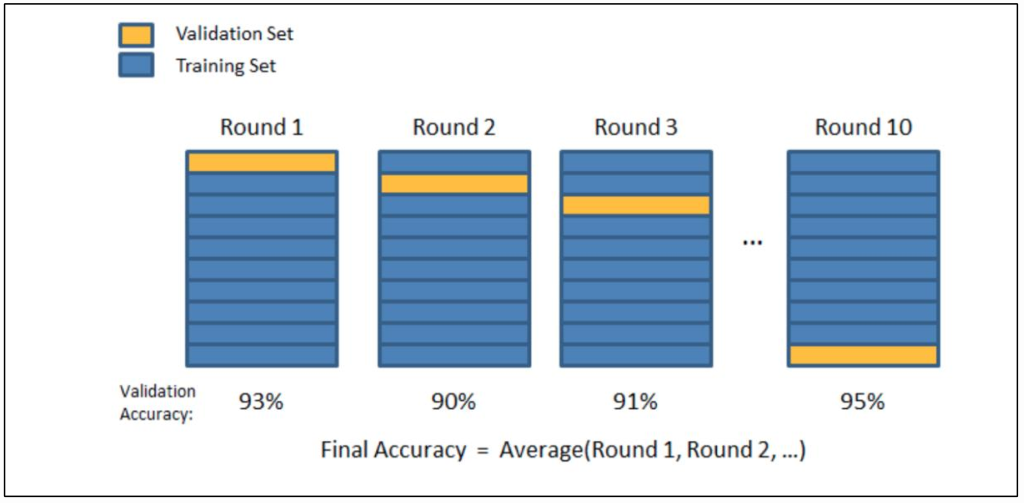 Validation Set
Training Set
Round 1 Round 2 Round 3 Round 10
...
Validation
Accuracy: 93% 90% 91% 95%
Final Accuracy = Average(Round 1, Round 2, ...)